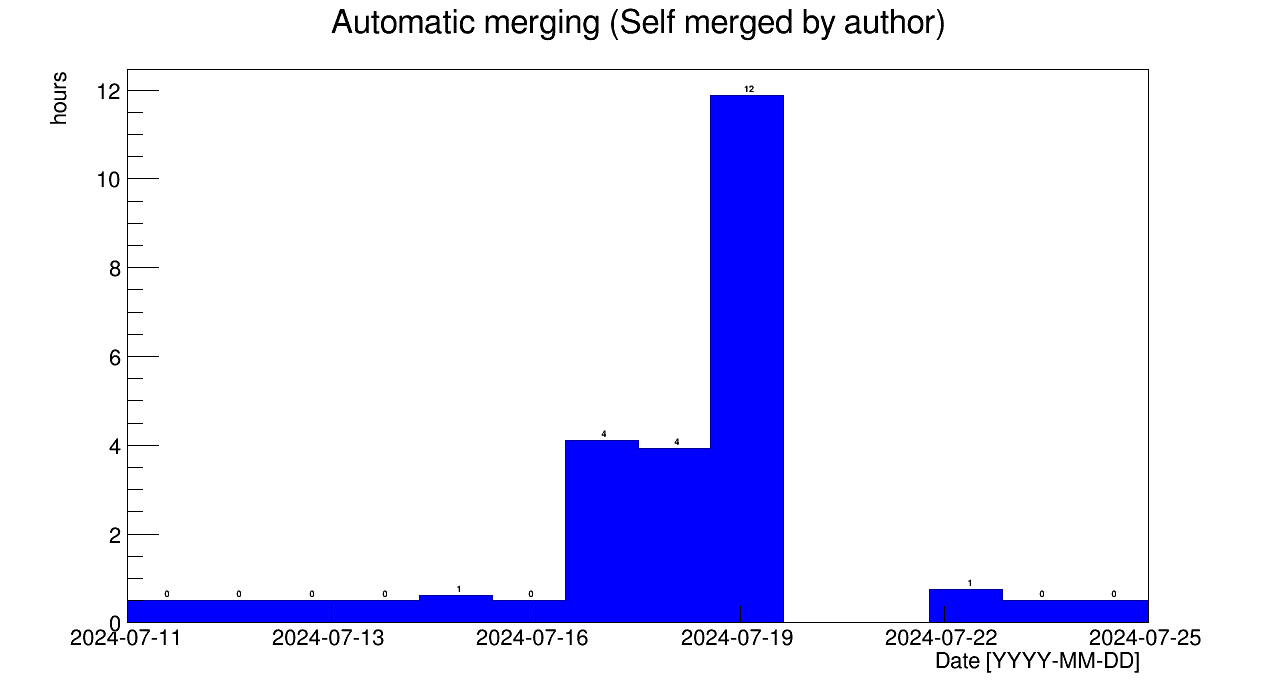 Automatic merging (Self merged by author)
hours
12
10
8
6
4
2
0
0 0 0 0 1 0 4 4 12 1 0 0
2024-07-11 2024-07-13 2024-07-16 2024-07-19 2024-07-22 2024-07-25
Date [YYYY-MM-DD]